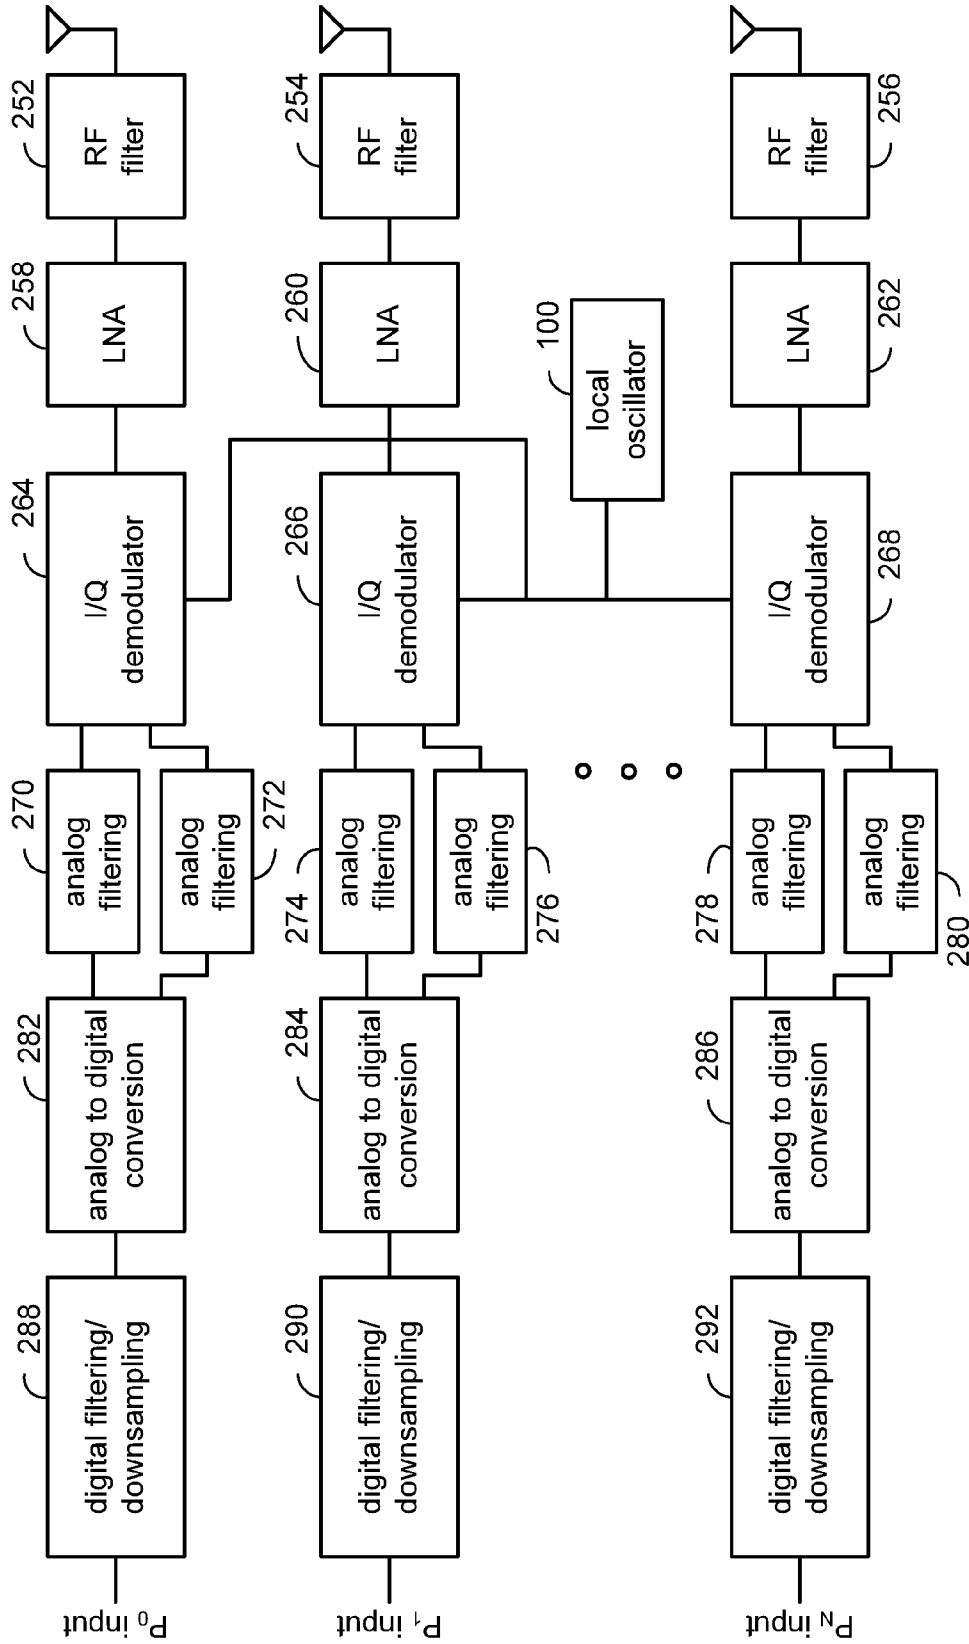 P0 input
288
digital filtering/
downsampling
282
analog to digital
conversion
270
analog
filtering
analog
filtering
272
264
I/Q
demodulator
258
LNA
252
RF
filter
P1 input
290
digital filtering/
downsampling
284
analog to digital
conversion
274
analog
filtering
analog
filtering
276
266
I/Q
demodulator
260
LNA
254
RF
filter
100
local
oscillator
PN input
292
digital filtering/
downsampling
286
analog to digital
conversion
278
analog
filtering
analog
filtering
280
I/Q
demodulator
268
LNA
262
RF
filter
256